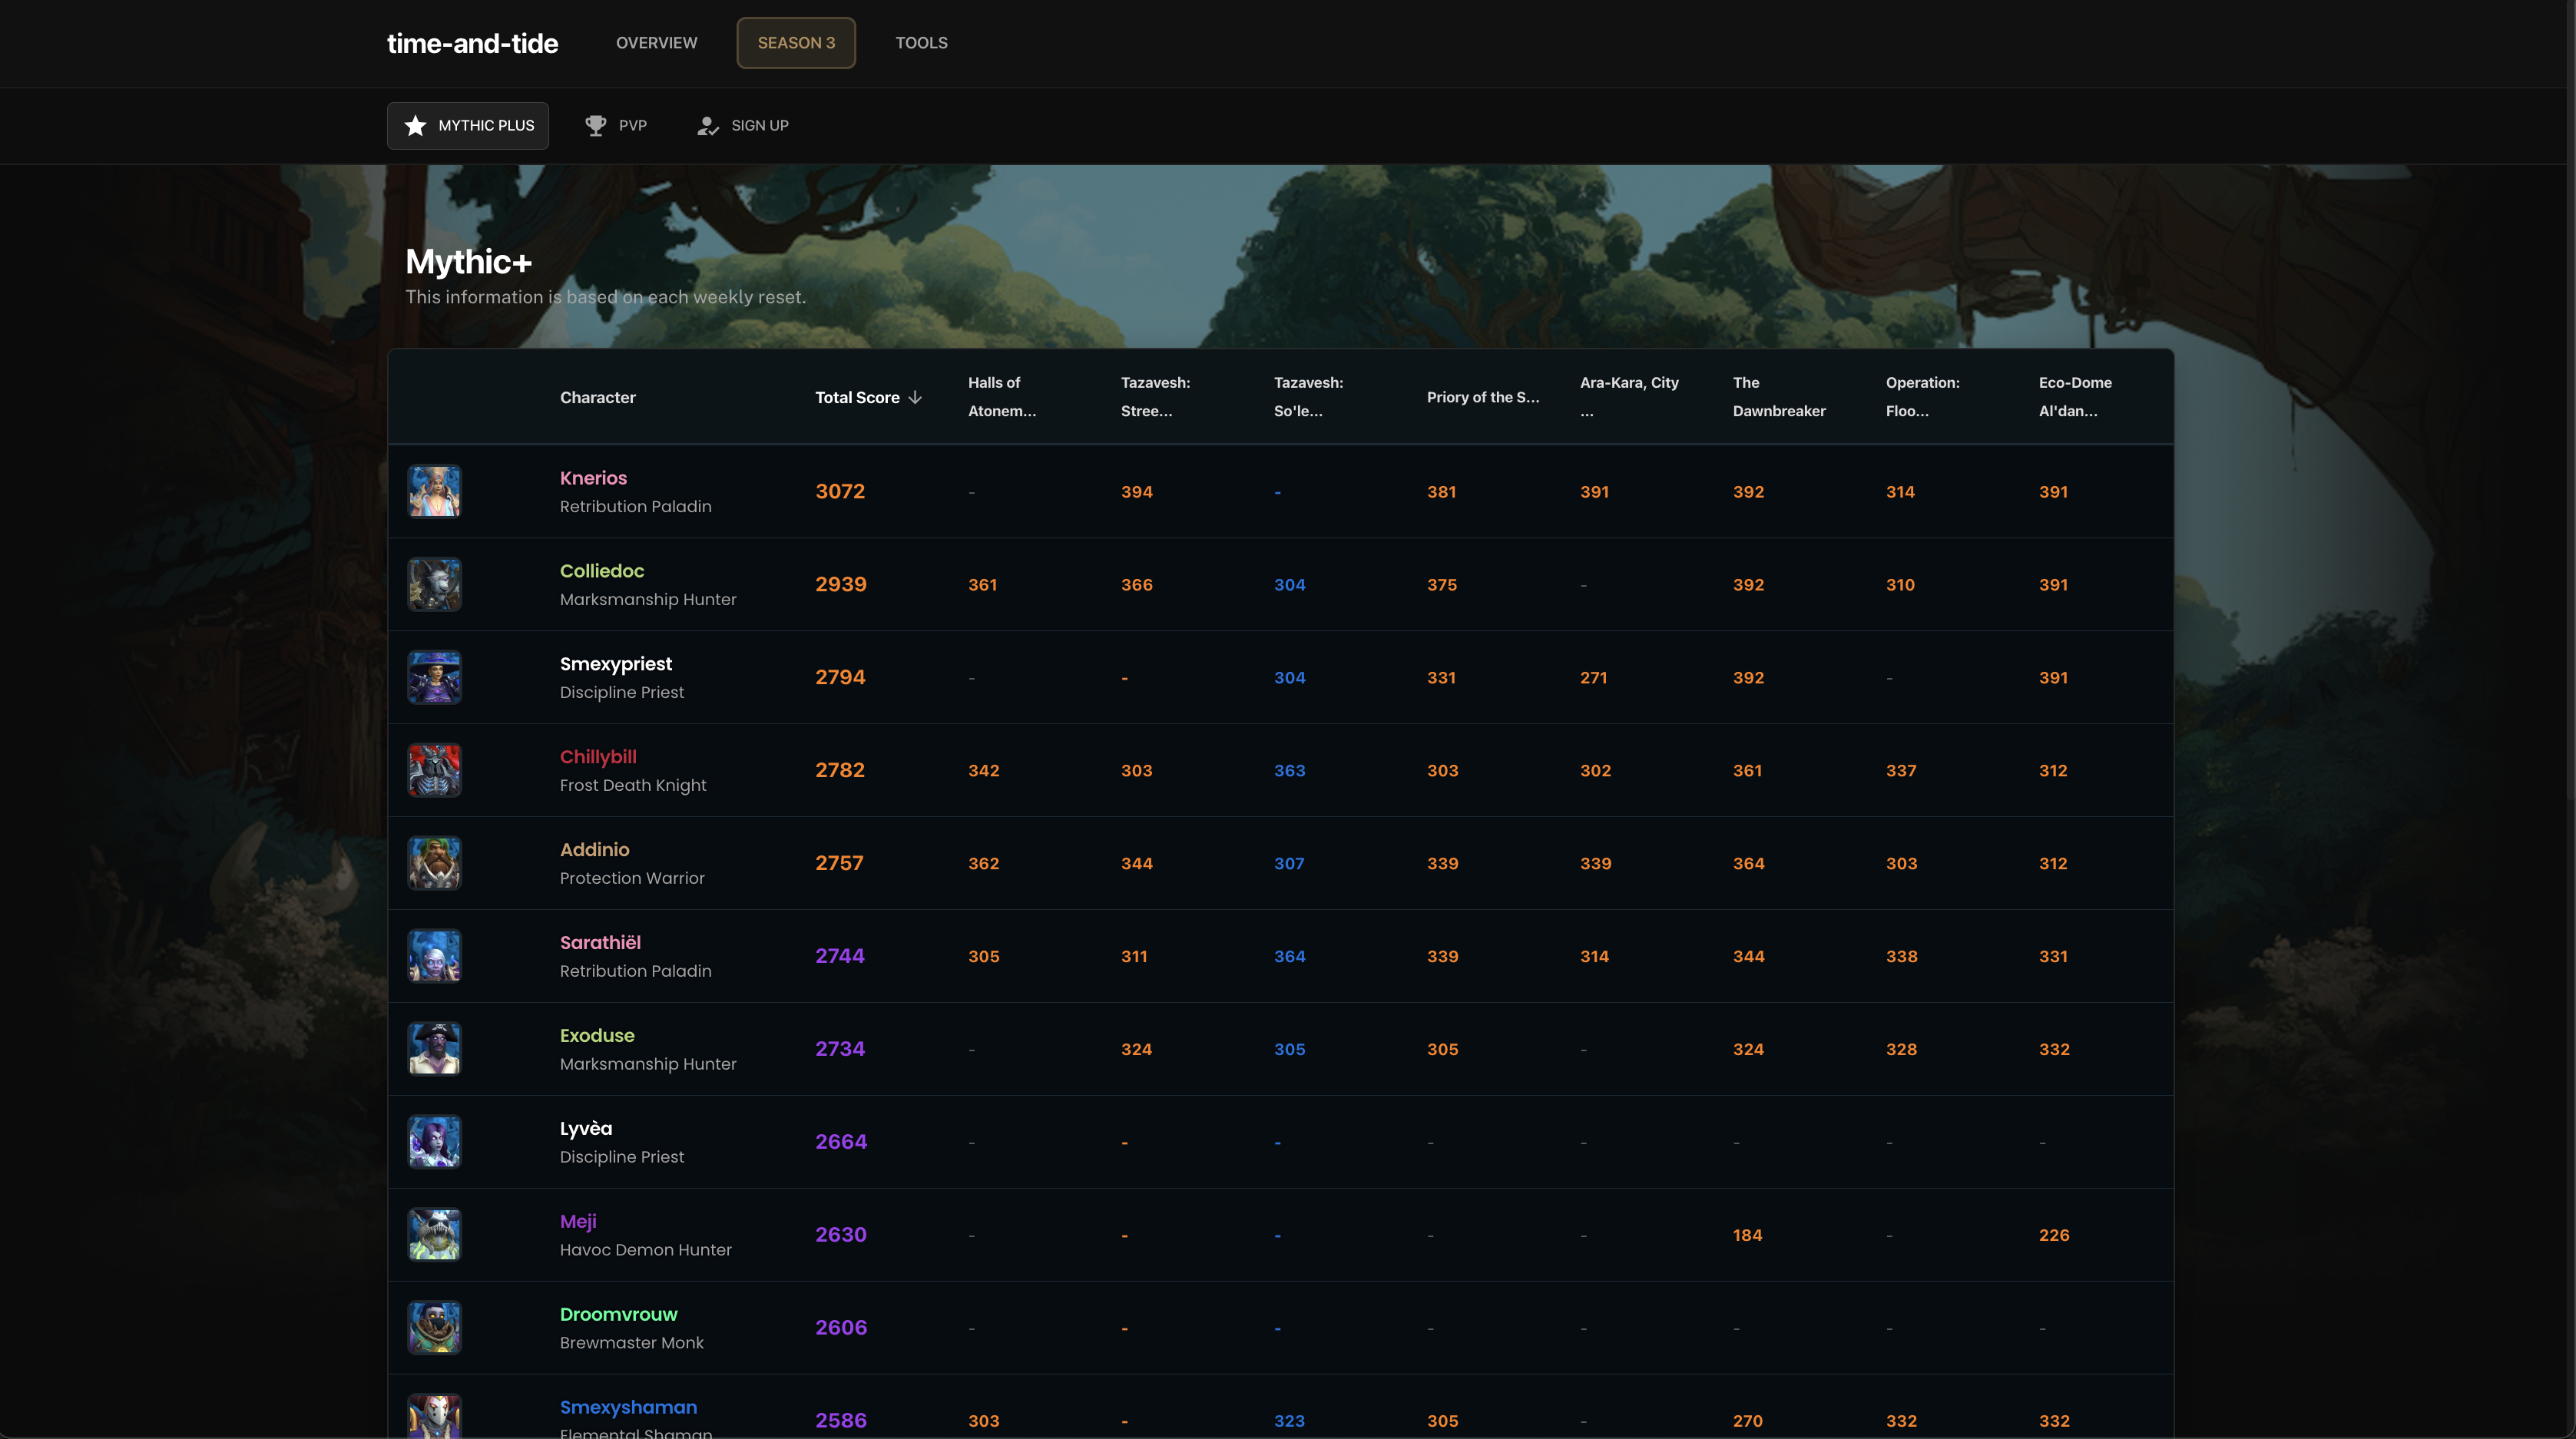 time-and-tide OVERVIEW SEASON 3 TOOLS
MYTHIC PLUS PVP SIGN UP
Mythic+
This information is based on each weekly reset.
Character Total Score Halls of Atonem... Tazavesh: Stree... Tazavesh: So'le... Priory of the S... Ara-Kara, City ... The Dawnbreaker Operation: Floo... Eco-Dome Al'dan...
Knerios
Retribution Paladin
3072 - 394 - 381 391 392 314 391
Colliedoc
Marksmanship Hunter
2939 361 366 304 375 - 392 310 391
Smexypriest
Discipline Priest
2794 - - 304 331 271 392 - 391
Chillybill
Frost Death Knight
2782 342 303 363 303 302 361 337 312
Addinio
Protection Warrior
2757 362 344 307 339 339 364 303 312
Sarathiël
Retribution Paladin
2744 305 311 364 339 314 344 338 331
Exoduse
Marksmanship Hunter
2734 - 324 305 305 - 324 328 332
Lyvèa
Discipline Priest
2664 - - - - - - - -
Meji
Havoc Demon Hunter
2630 - - - - - 184 - 226
Droomvrouw
Brewmaster Monk
2606 - - - - - - - -
Smexyshaman
Elemental Shaman
2586 303 - 323 305 - 270 332 332